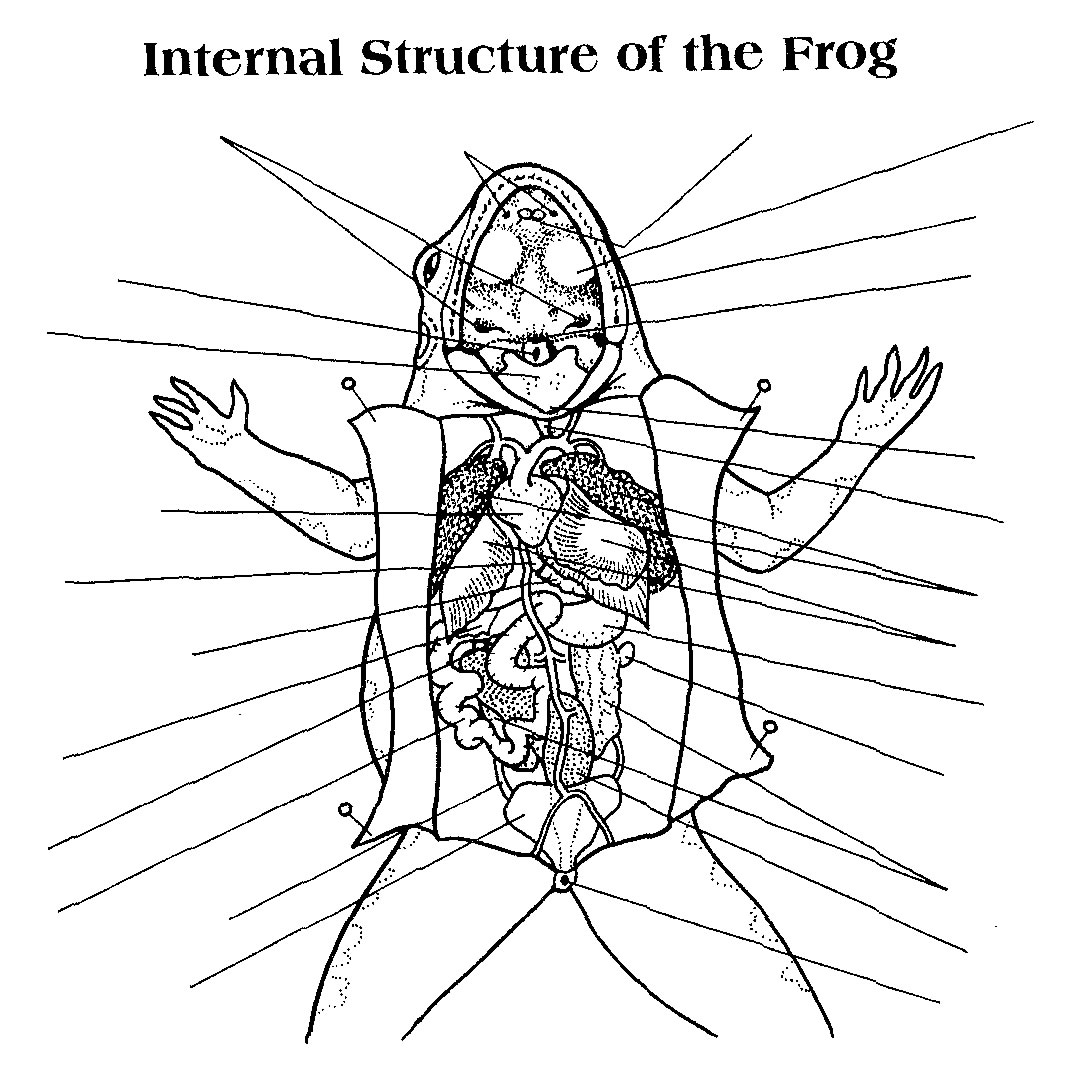 Internal Structure of the Frog